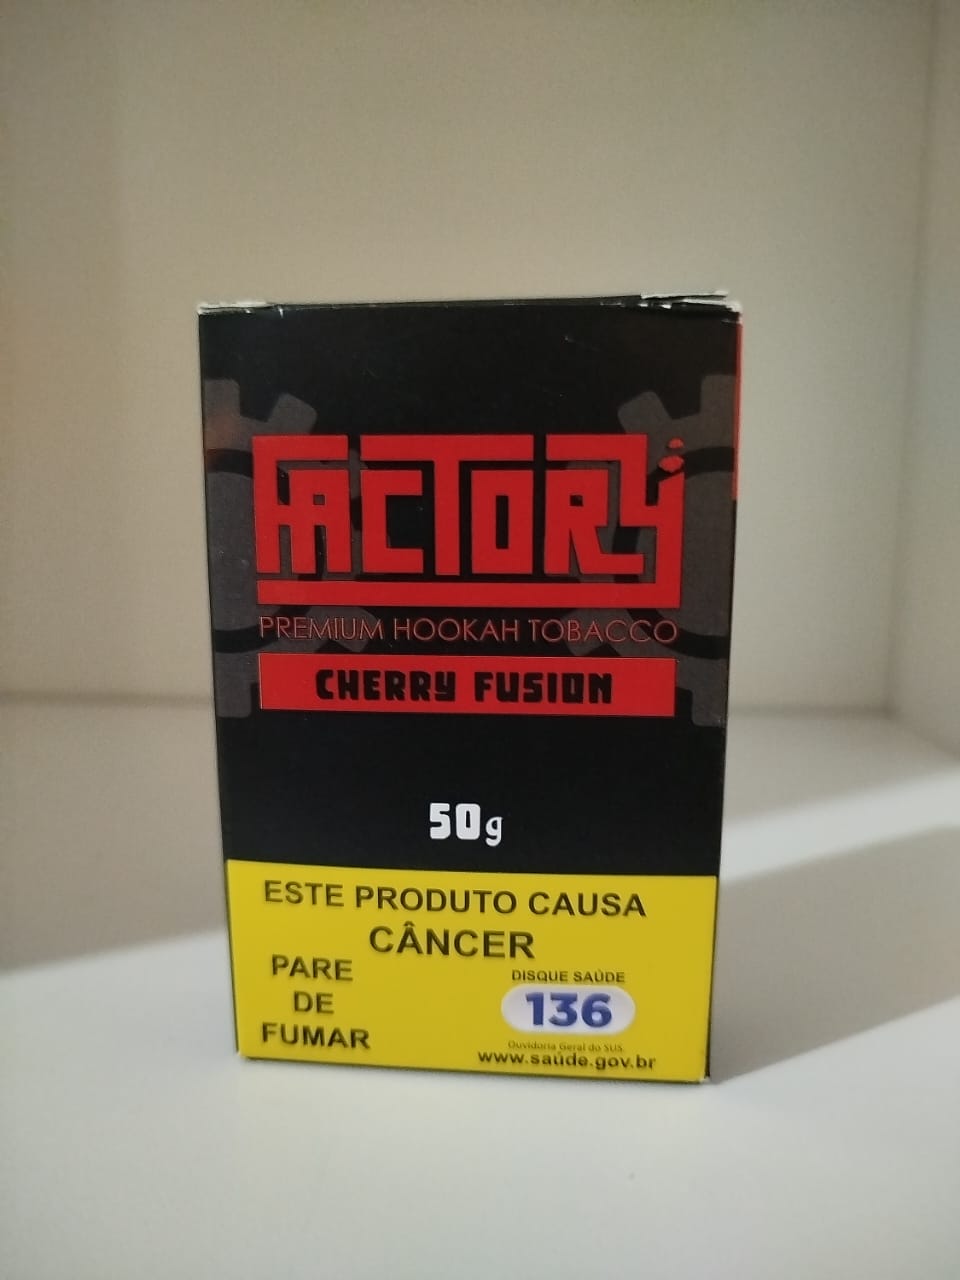 FACTORY
PREMIUM HOOKAH TOBACCO
CHERRY FUSION
50g
ESTE PRODUTO CAUSA
CÂNCER
PARE
DE
FUMAR
DISQUE SAÚDE
136
Ouvidoria Geral do SUS.
www.saúde.gov.br